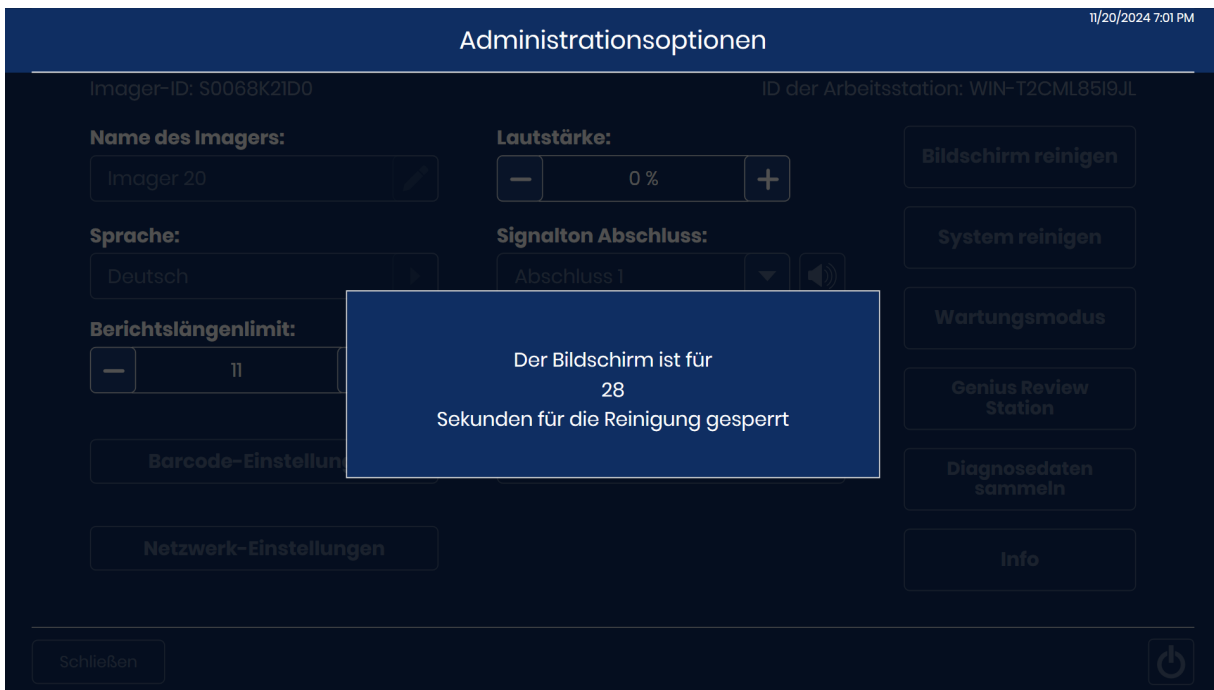 11/20/2024 7:01 PM
Administrationsoptionen
Imager-ID: S0068K21D0
ID der Arbeitsstation: WIN-T2CML85I9JL
Name des Imagers:
Imager 20
Lautstärke:
0 %
Bildschirm reinigen
Sprache:
Deutsch
Signalton Abschluss:
Abschluss 1
System reinigen
Berichtslängenlimit:
11
Wartungsmodus
Der Bildschirm ist für
28
Sekunden für die Reinigung gesperrt
Genius Review
Station
Barcode-Einstellun
Diagnosedaten
sammeln
Netzwerk-Einstellungen
Info
Schließen